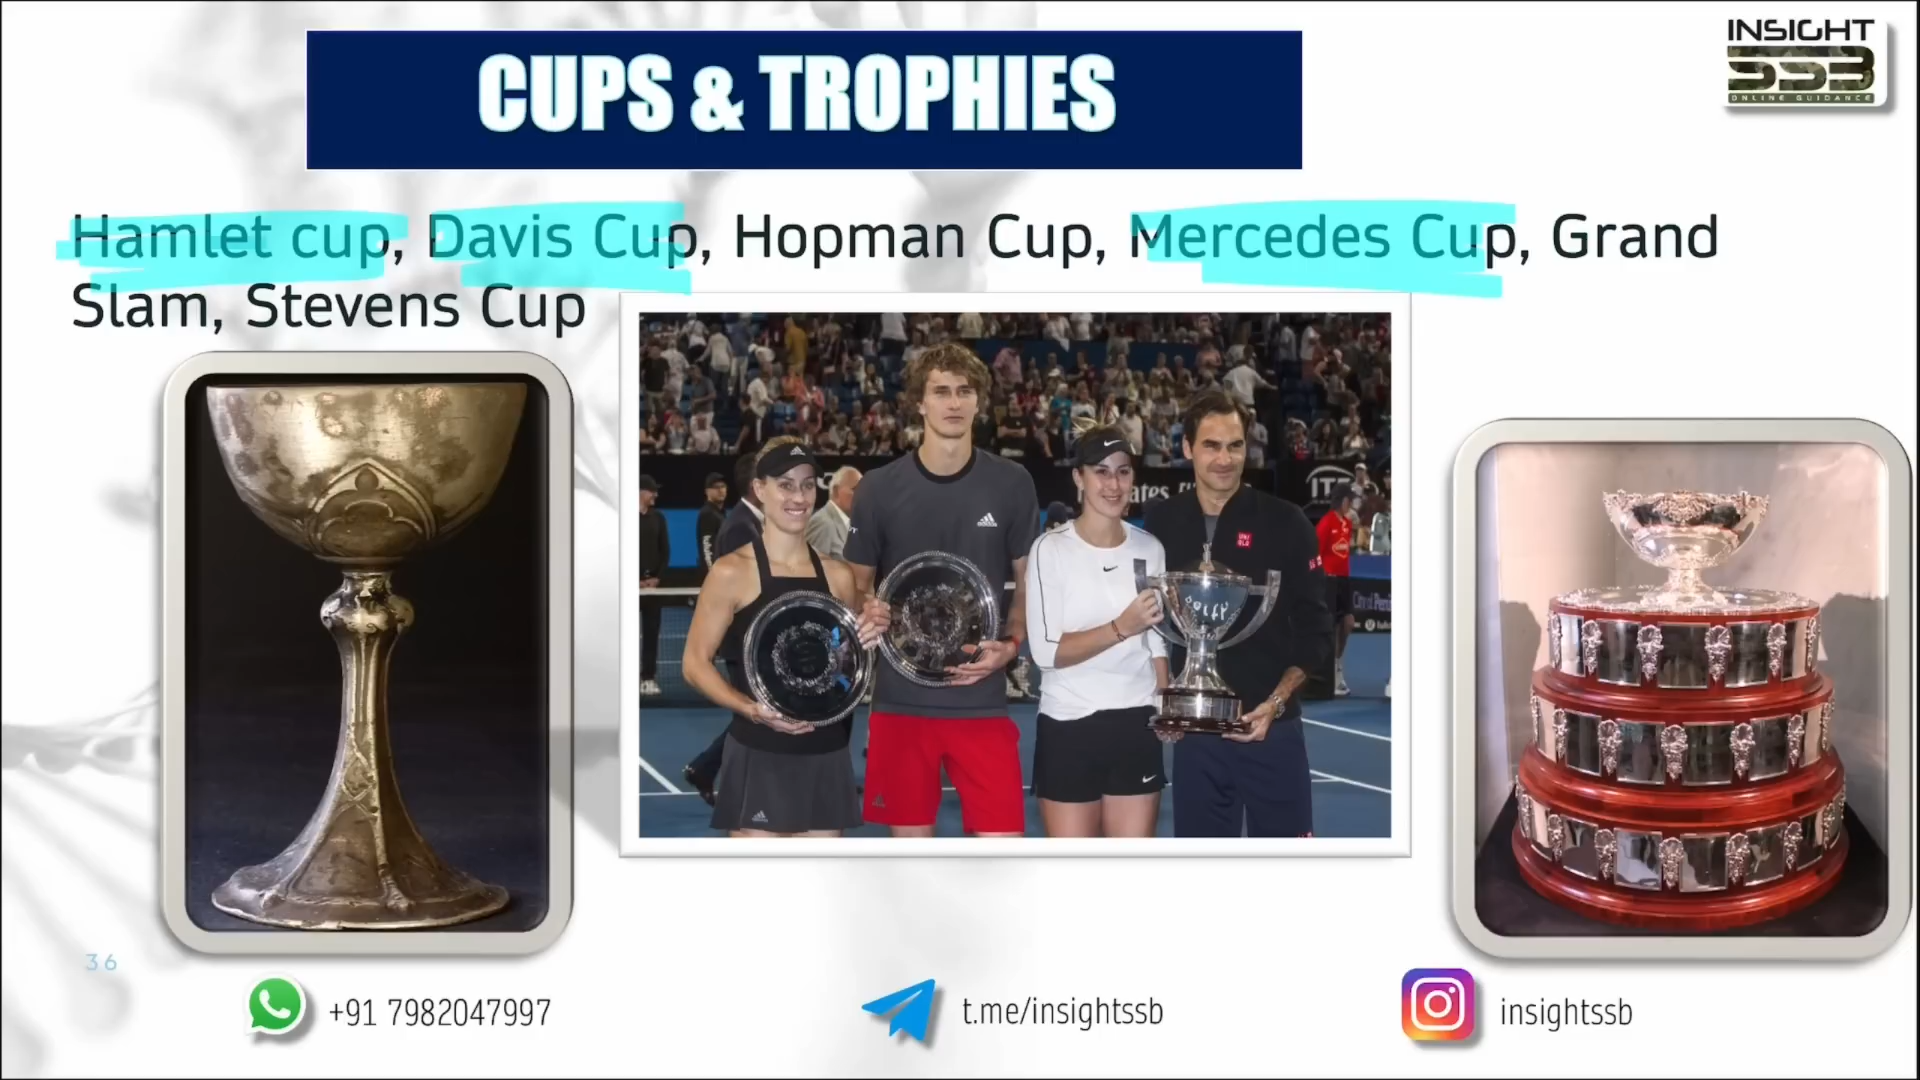 INSIGHT
SSB
ONLINE GUIDANCE
CUPS & TROPHIES
Hamlet cup, Davis Cup, Hopman Cup, Mercedes Cup, Grand
Slam, Stevens Cup
36
+91 7982047997
t.me/insightssb
insightssb